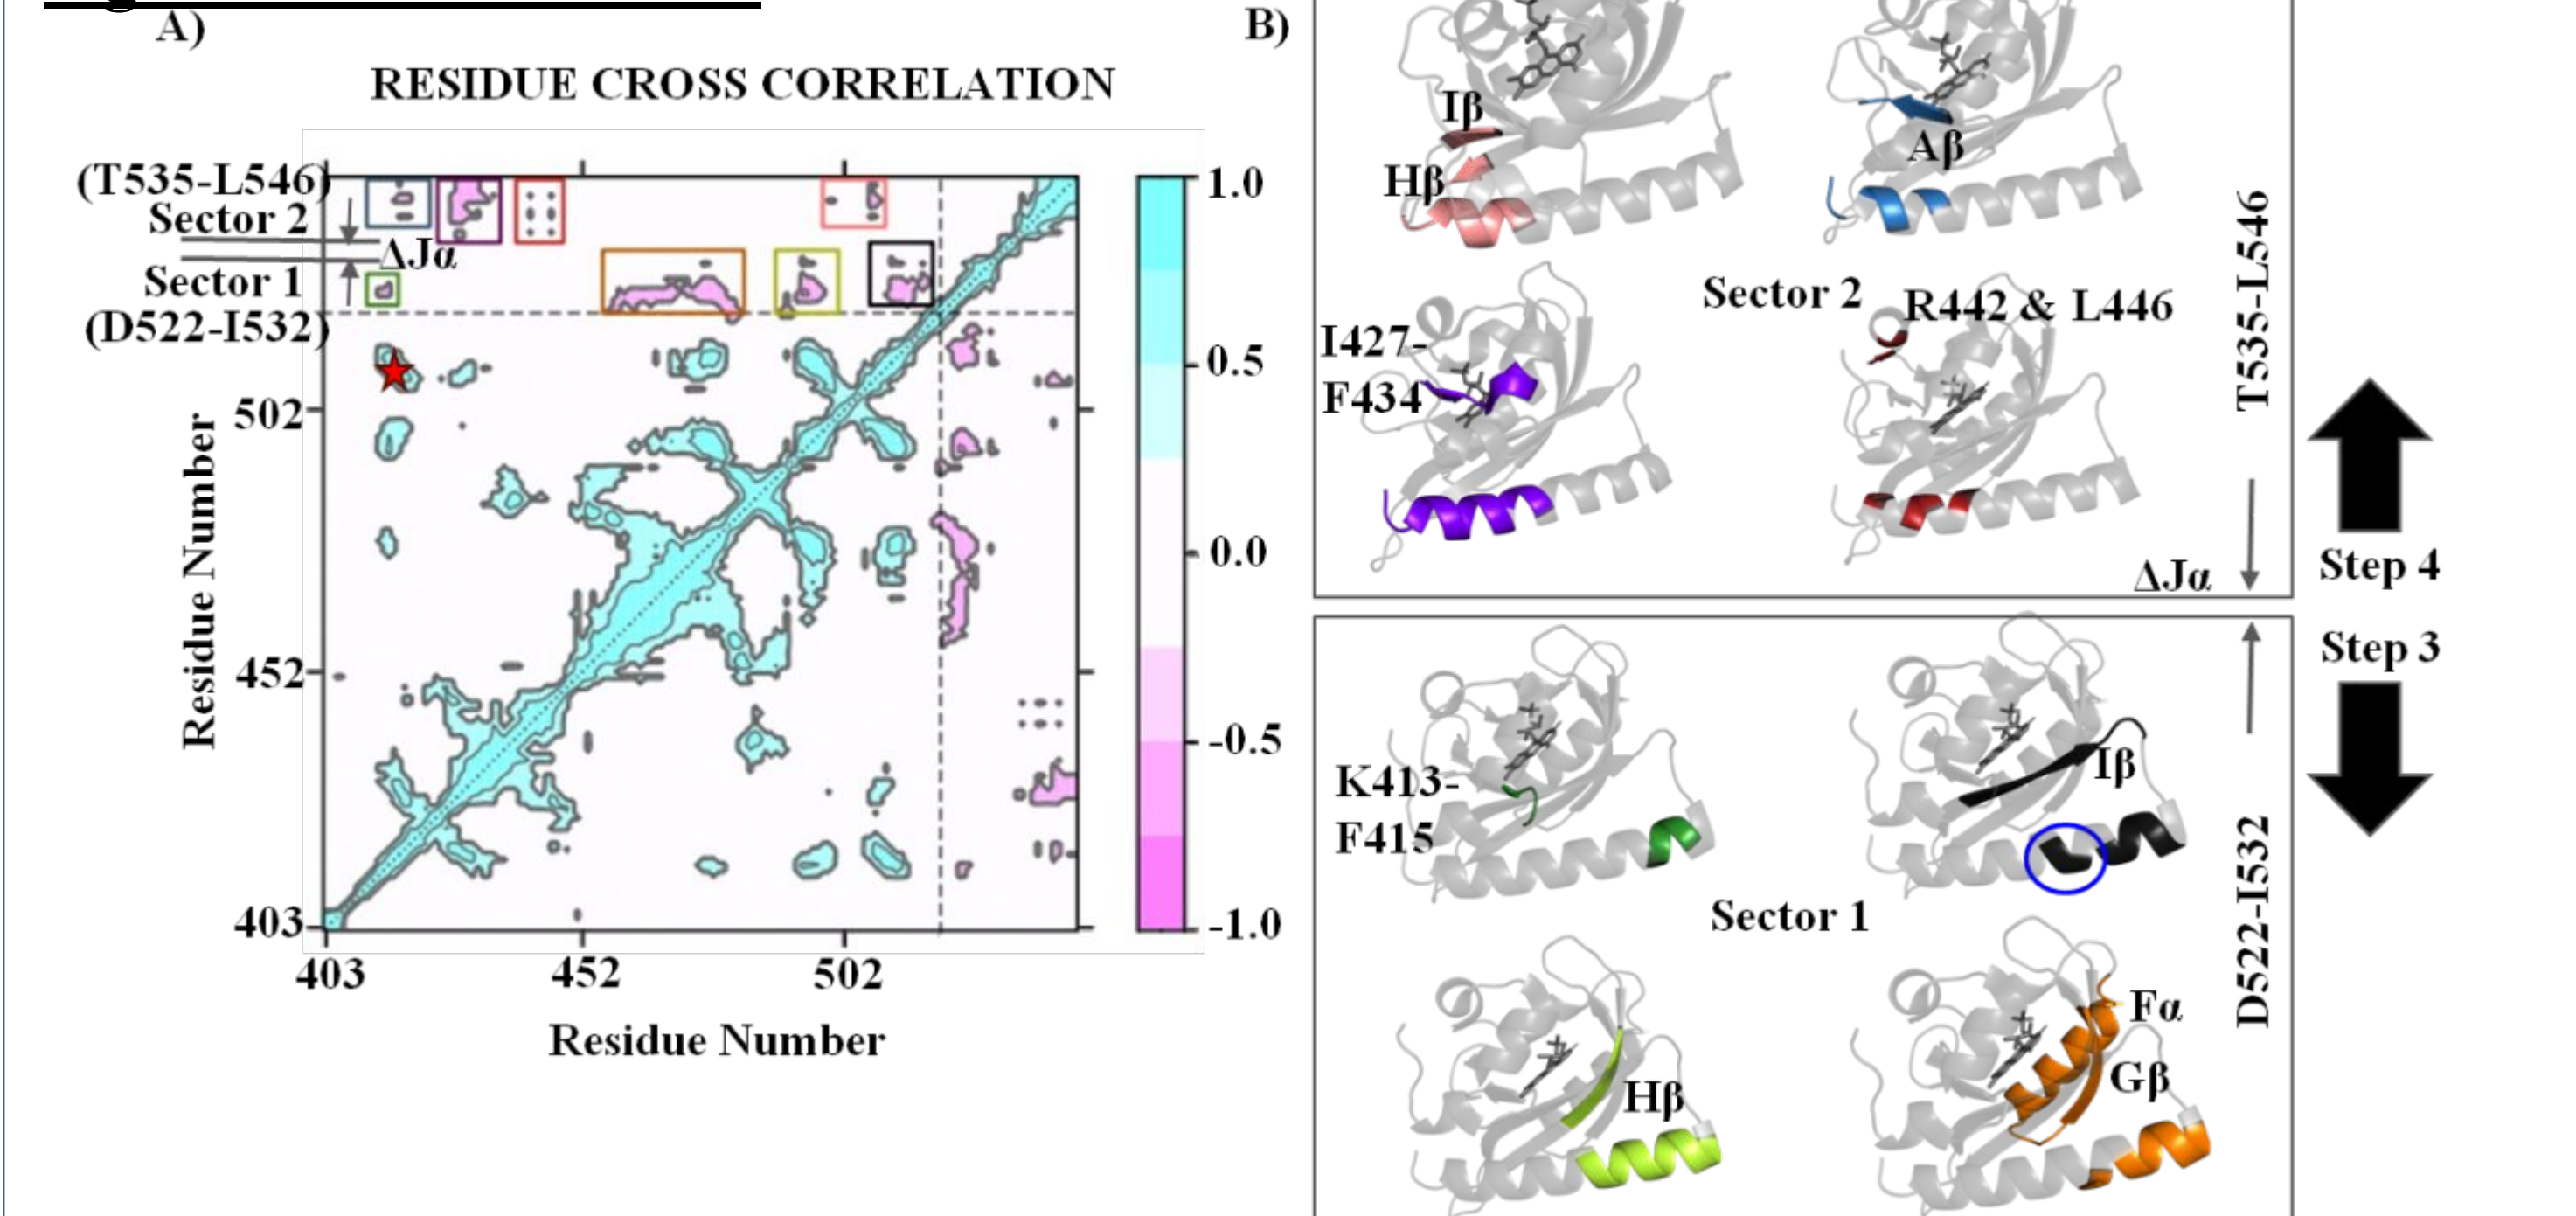 A)
RESIDUE CROSS CORRELATION
(T535-L546)
Sector 2
ΔJα
Sector 1
(D522-I532)
502
452
403
Residue Number
403
452
502
Residue Number
1.0
0.5
0.0
-0.5
-1.0
B)
Iβ
Hβ
Aβ
Sector 2
I427-
F434
R442 & L446
T535-L546
ΔJα
Step 4
Step 3
K413-
F415
Iβ
Sector 1
D522-I532
Hβ
Fα
Gβ